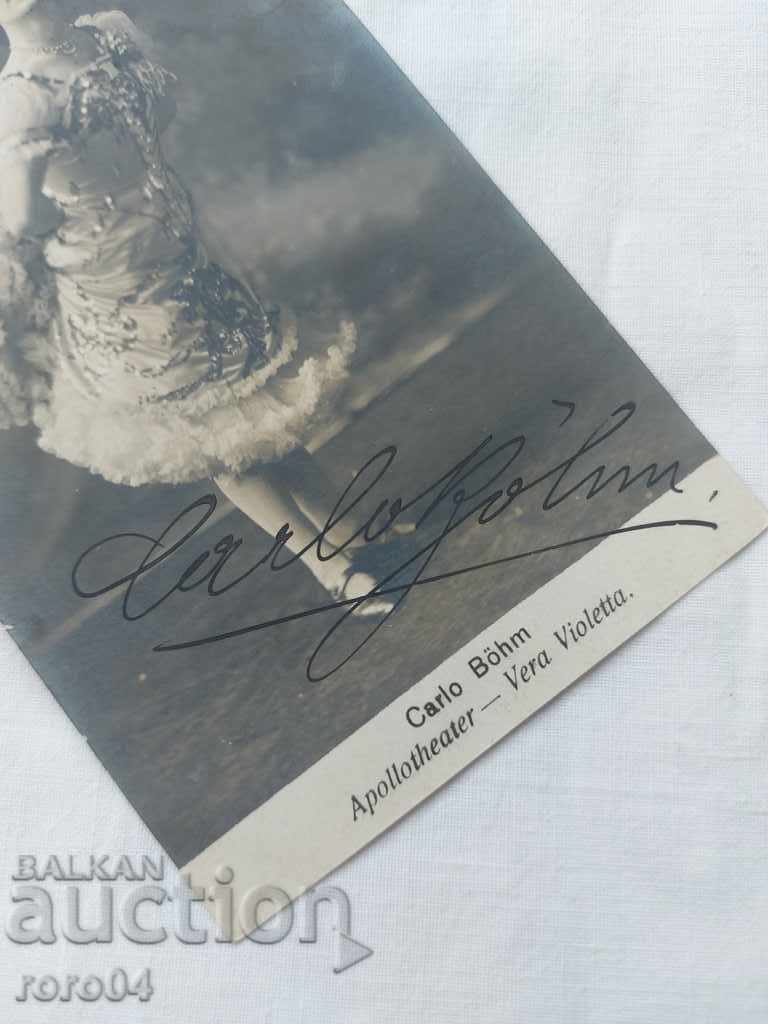 Carlo Böhm.
Carlo Böhm
Apollotheater — Vera Violetta.
BALKAN
auction
roro04